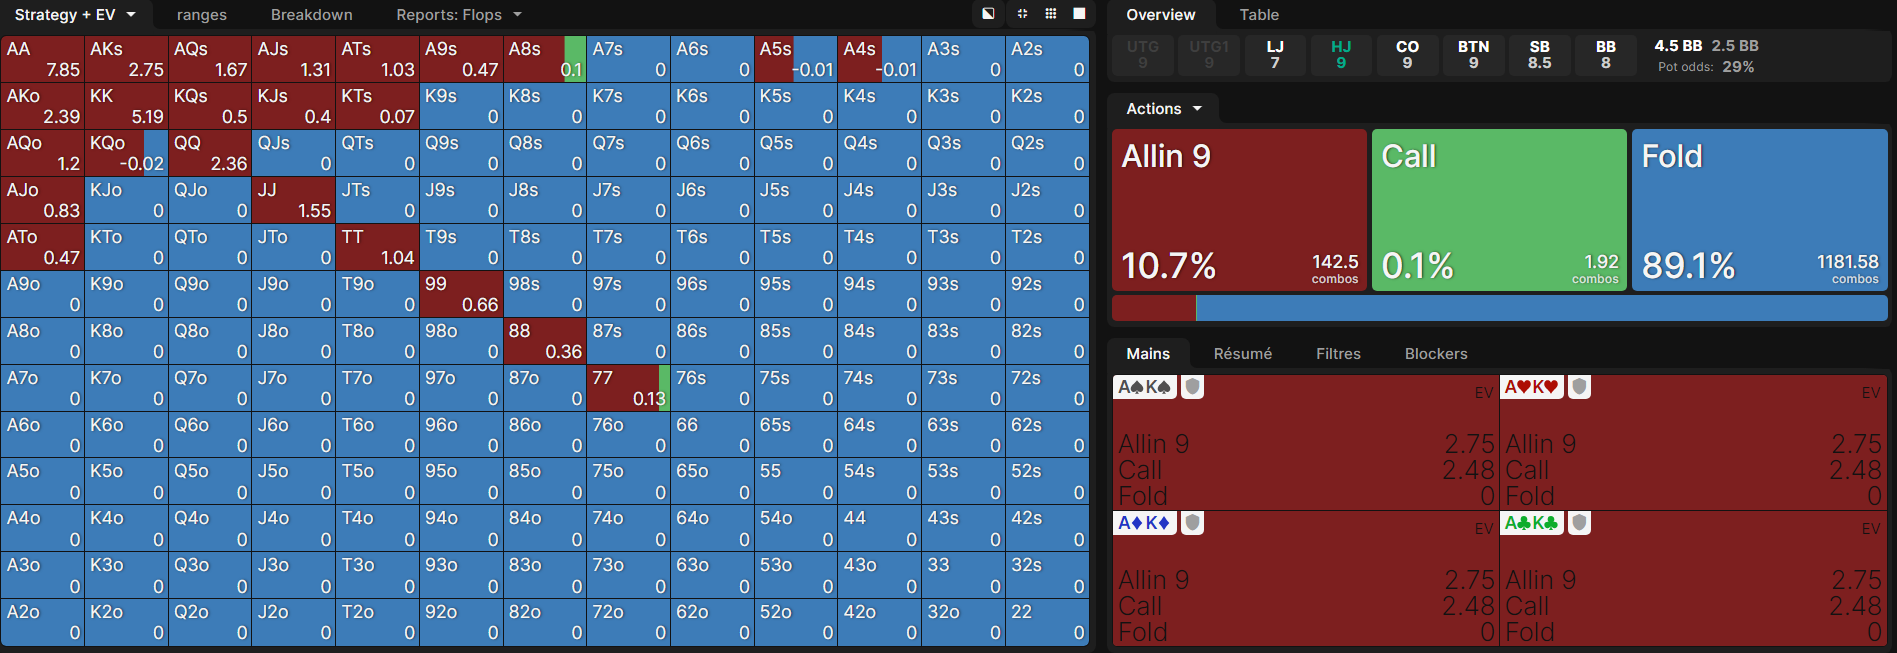 Strategy + EV ranges Breakdown Reports: Flops
AA AKs AQs AJs ATs A9s A8s A7s A6s A5s A4s A3s A2s
7.85 2.75 1.67 1.31 1.03 0.47 0.1 0 0 -0.01 -0.01 0 0
AKo KK KQs KJs KTs K9s K8s K7s K6s K5s K4s K3s K2s
2.39 5.19 0.5 0.4 0.07 0 0 0 0 0 0 0 0
AQo KQo QQ QJs QTs Q9s Q8s Q7s Q6s Q5s Q4s Q3s Q2s
1.2 -0.02 2.36 0 0 0 0 0 0 0 0 0 0
AJo KJo QJo JJ JTs J9s J8s J7s J6s J5s J4s J3s J2s
0.83 0 0 1.55 0 0 0 0 0 0 0 0 0
ATo KTo QTo JTo TT T9s T8s T7s T6s T5s T4s T3s T2s
0.47 0 0 0 1.04 0 0 0 0 0 0 0 0
A9o K9o Q9o J9o T9o 99 98s 97s 96s 95s 94s 93s 92s
0 0 0 0 0 0.66 0 0 0 0 0 0 0
A8o K8o Q8o J8o T8o 98o 88 87s 86s 85s 84s 83s 82s
0 0 0 0 0 0 0.36 0 0 0 0 0 0
A7o K7o Q7o J7o T7o 97o 87o 77 76s 75s 74s 73s 72s
0 0 0 0 0 0 0 0.13 0 0 0 0 0
A6o K6o Q6o J6o T6o 96o 86o 76o 66 65s 64s 63s 62s
0 0 0 0 0 0 0 0 0 0 0 0 0
A5o K5o Q5o J5o T5o 95o 85o 75o 65o 55 54s 53s 52s
0 0 0 0 0 0 0 0 0 0 0 0 0
A4o K4o Q4o J4o T4o 94o 84o 74o 64o 54o 44 43s 42s
0 0 0 0 0 0 0 0 0 0 0 0 0
A3o K3o Q3o J3o T3o 93o 83o 73o 63o 53o 43o 33 32s
0 0 0 0 0 0 0 0 0 0 0 0 0
A2o K2o Q2o J2o T2o 92o 82o 72o 62o 52o 42o 32o 22
0 0 0 0 0 0 0 0 0 0 0 0 0
Overview Table
UTG UTG1 LJ HJ CO BTN SB BB 4.5 BB 2.5 BB
9 9 7 9 9 9 8.5 8 Pot odds: 29%
Actions
Allin 9 Call Fold
10.7% 142.5 combos 0.1% 1.92 combos 89.1% 1181.58 combos
Mains Résumé Filtres Blockers
A♠K♠ EV A♥K♥ EV
Allin 9 2.75 Allin 9 2.75
Call 2.48 Call 2.48
Fold 0 Fold 0
A♦K♦ EV A♣K♣ EV
Allin 9 2.75 Allin 9 2.75
Call 2.48 Call 2.48
Fold 0 Fold 0